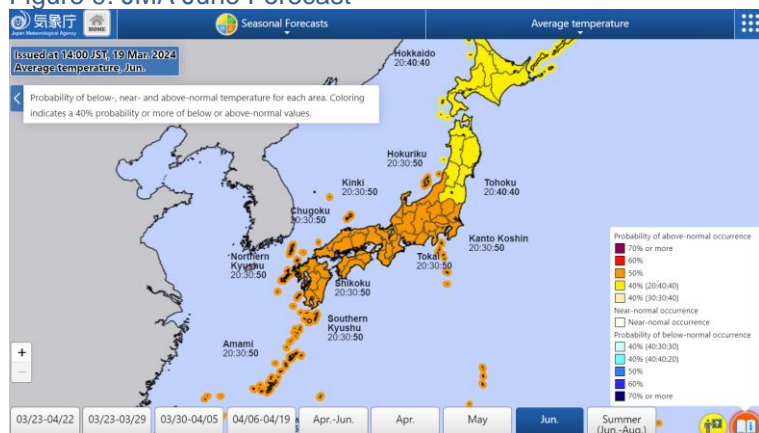 Figure 9: JMA June Forecast
気象庁
Japan Meteorological Agency
HOME
Seasonal Forecasts
Average temperature
Issued at 14:00 JST, 19 Mar. 2024
Average temperature, Jun.
Probability of below-, near- and above-normal temperature for each area. Coloring
indicates a 40% probability or more of below or above-normal values.
Hokkaido
20:40:40
Hokuriku
20:30:50
Kinki
20:30:50
Tohoku
20:40:40
Chugoku
20:30:50
Kanto Koshin
20:30:50
Northern
Kyushu
20:30:50
Tokai
20:30:50
Shikoku
20:30:50
Southern
Kyushu
20:30:50
Amami
20:30:50
Probability of above-normal occurrence
70% or more
60%
50%
40% (20:40:40)
40% (30:30:40)
Near-normal occurrence
Near-nomal occurrence
Probability of below-normal occurrence
40% (40:30:30)
40% (40:40:20)
50%
60%
70% or more
+
−
03/23-04/22
03/23-03/29
03/30-04/05
04/06-04/19
Apr.-Jun.
Apr.
May
Jun.
Summer
(Jun.-Aug.)